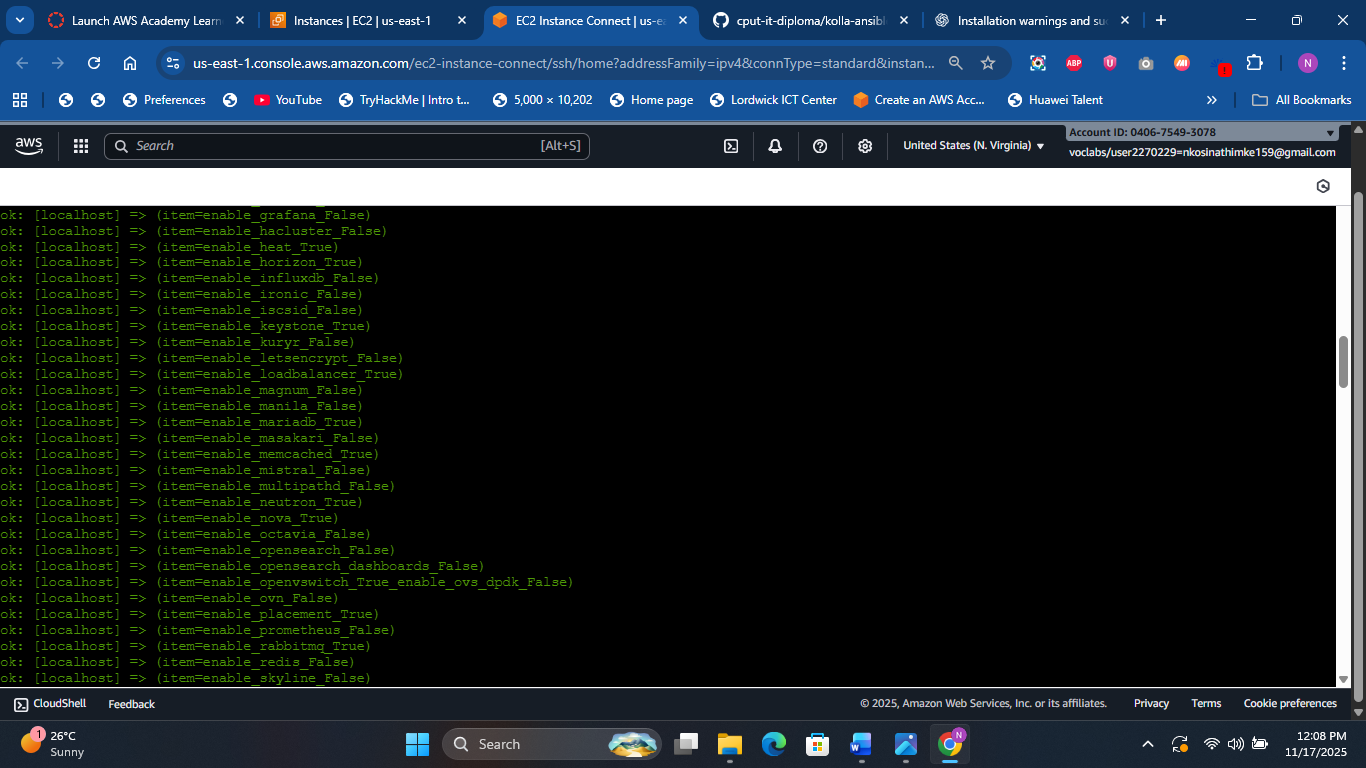 Launch AWS Academy Learn
Instances | EC2 | us-east-1
EC2 Instance Connect | us-ea
cput-it-diploma/kolla-ansibl
Installation warnings and su
us-east-1.console.aws.amazon.com/ec2-instance-connect/ssh/home?addressFamily=ipv4&connType=standard&instan...
ABP
N
Preferences
YouTube
TryHackMe | Intro t...
5,000 × 10,202
Home page
Lordwick ICT Center
Create an AWS Acc...
Huawei Talent
All Bookmarks
aws
Search
[Alt+S]
United States (N. Virginia)
Account ID: 0406-7549-3078
voclabs/user2270229=nkosinathimke159@gmail.com
ok: [localhost] => (item=enable_grafana_False)
ok: [localhost] => (item=enable_hacluster_False)
ok: [localhost] => (item=enable_heat_True)
ok: [localhost] => (item=enable_horizon_True)
ok: [localhost] => (item=enable_influxdb_False)
ok: [localhost] => (item=enable_ironic_False)
ok: [localhost] => (item=enable_iscsid_False)
ok: [localhost] => (item=enable_keystone_True)
ok: [localhost] => (item=enable_kuryr_False)
ok: [localhost] => (item=enable_letsencrypt_False)
ok: [localhost] => (item=enable_loadbalancer_True)
ok: [localhost] => (item=enable_magnum_False)
ok: [localhost] => (item=enable_manila_False)
ok: [localhost] => (item=enable_mariadb_True)
ok: [localhost] => (item=enable_masakari_False)
ok: [localhost] => (item=enable_memcached_True)
ok: [localhost] => (item=enable_mistral_False)
ok: [localhost] => (item=enable_multipathd_False)
ok: [localhost] => (item=enable_neutron_True)
ok: [localhost] => (item=enable_nova_True)
ok: [localhost] => (item=enable_octavia_False)
ok: [localhost] => (item=enable_opensearch_False)
ok: [localhost] => (item=enable_opensearch_dashboards_False)
ok: [localhost] => (item=enable_openvswitch_True_enable_ovs_dpdk_False)
ok: [localhost] => (item=enable_ovn_False)
ok: [localhost] => (item=enable_placement_True)
ok: [localhost] => (item=enable_prometheus_False)
ok: [localhost] => (item=enable_rabbitmq_True)
ok: [localhost] => (item=enable_redis_False)
ok: [localhost] => (item=enable_skyline_False)
CloudShell
Feedback
© 2025, Amazon Web Services, Inc. or its affiliates.
Privacy
Terms
Cookie preferences
1
26°C
Sunny
Search
N
12:08 PM
11/17/2025